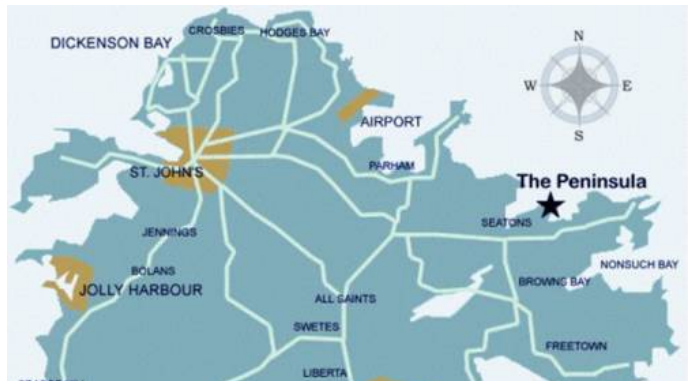 CROSBIES
HODGES BAY
DICKENSON BAY
N
W
E
S
AIRPORT
PARHAM
ST. JOHN'S
The Peninsula
SEATONS
JENNINGS
NONSUCH BAY
BOLANS
BROWNS BAY
JOLLY HARBOUR
ALL SAINTS
SWETES
FREETOWN
LIBERTA